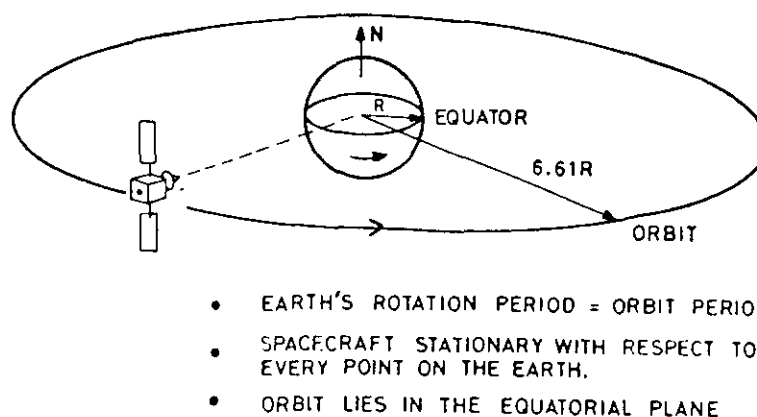 N
R
EQUATOR
6.61R
ORBIT
• EARTH'S ROTATION PERIOD = ORBIT PERIO
• SPACECRAFT STATIONARY WITH RESPECT TO
EVERY POINT ON THE EARTH.
• ORBIT LIES IN THE EQUATORIAL PLANE